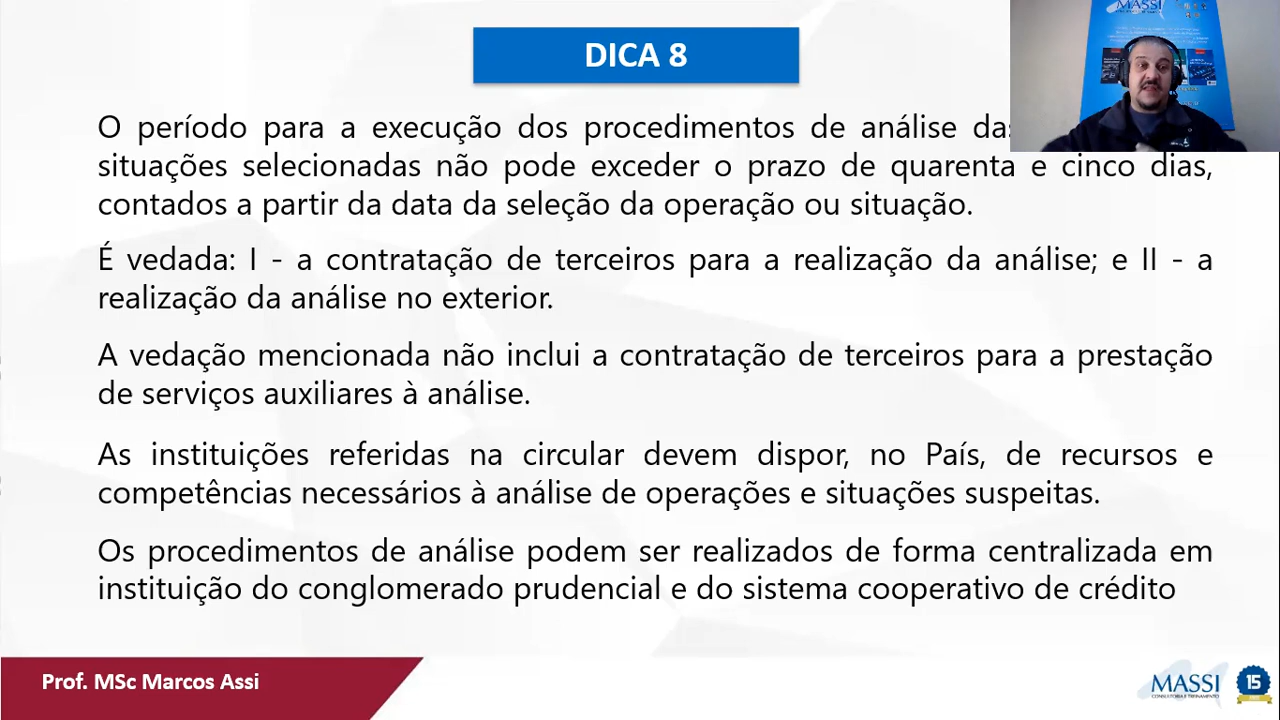 MASSI
DICA 8
O período para a execução dos procedimentos de análise das
situações selecionadas não pode exceder o prazo de quarenta e cinco dias,
contados a partir da data da seleção da operação ou situação.
É vedada: I - a contratação de terceiros para a realização da análise; e II - a
realização da análise no exterior.
A vedação mencionada não inclui a contratação de terceiros para a prestação
de serviços auxiliares à análise.
As instituições referidas na circular devem dispor, no País, de recursos e
competências necessários à análise de operações e situações suspeitas.
Os procedimentos de análise podem ser realizados de forma centralizada em
instituição do conglomerado prudencial e do sistema cooperativo de crédito
Prof. MSc Marcos Assi
MASSI
CONSULTORIA E TREINAMENTO
15